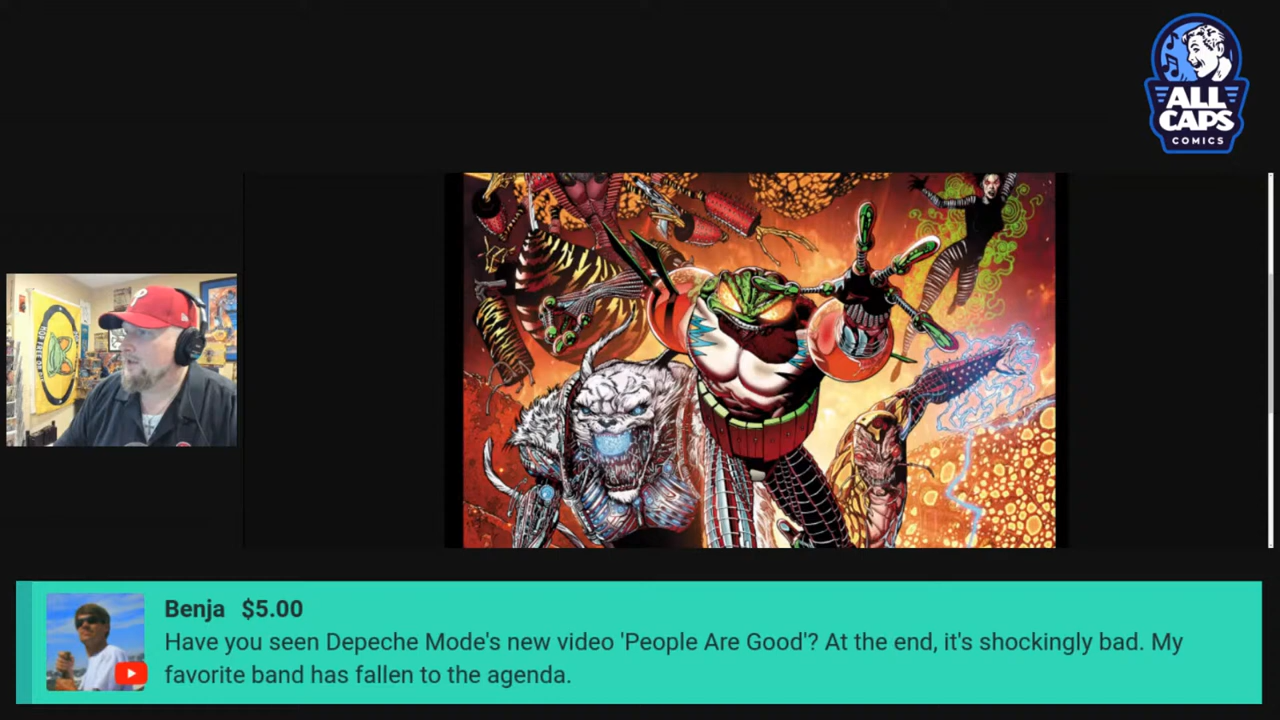 ALL
CAPS
COMICS
P
Benja $5.00
Have you seen Depeche Mode's new video 'People Are Good'? At the end, it's shockingly bad. My
favorite band has fallen to the agenda.